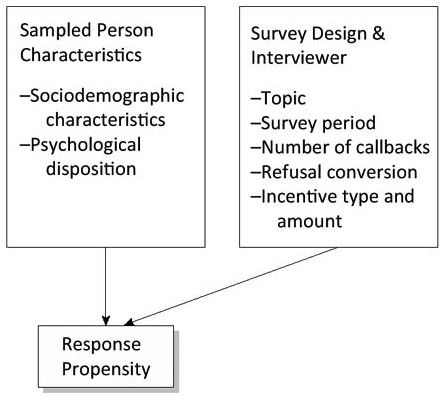 Sampled Person
Characteristics
–Sociodemographic
characteristics
–Psychological
disposition
Survey Design &
Interviewer
–Topic
–Survey period
–Number of callbacks
–Refusal conversion
–Incentive type and
amount
Response
Propensity